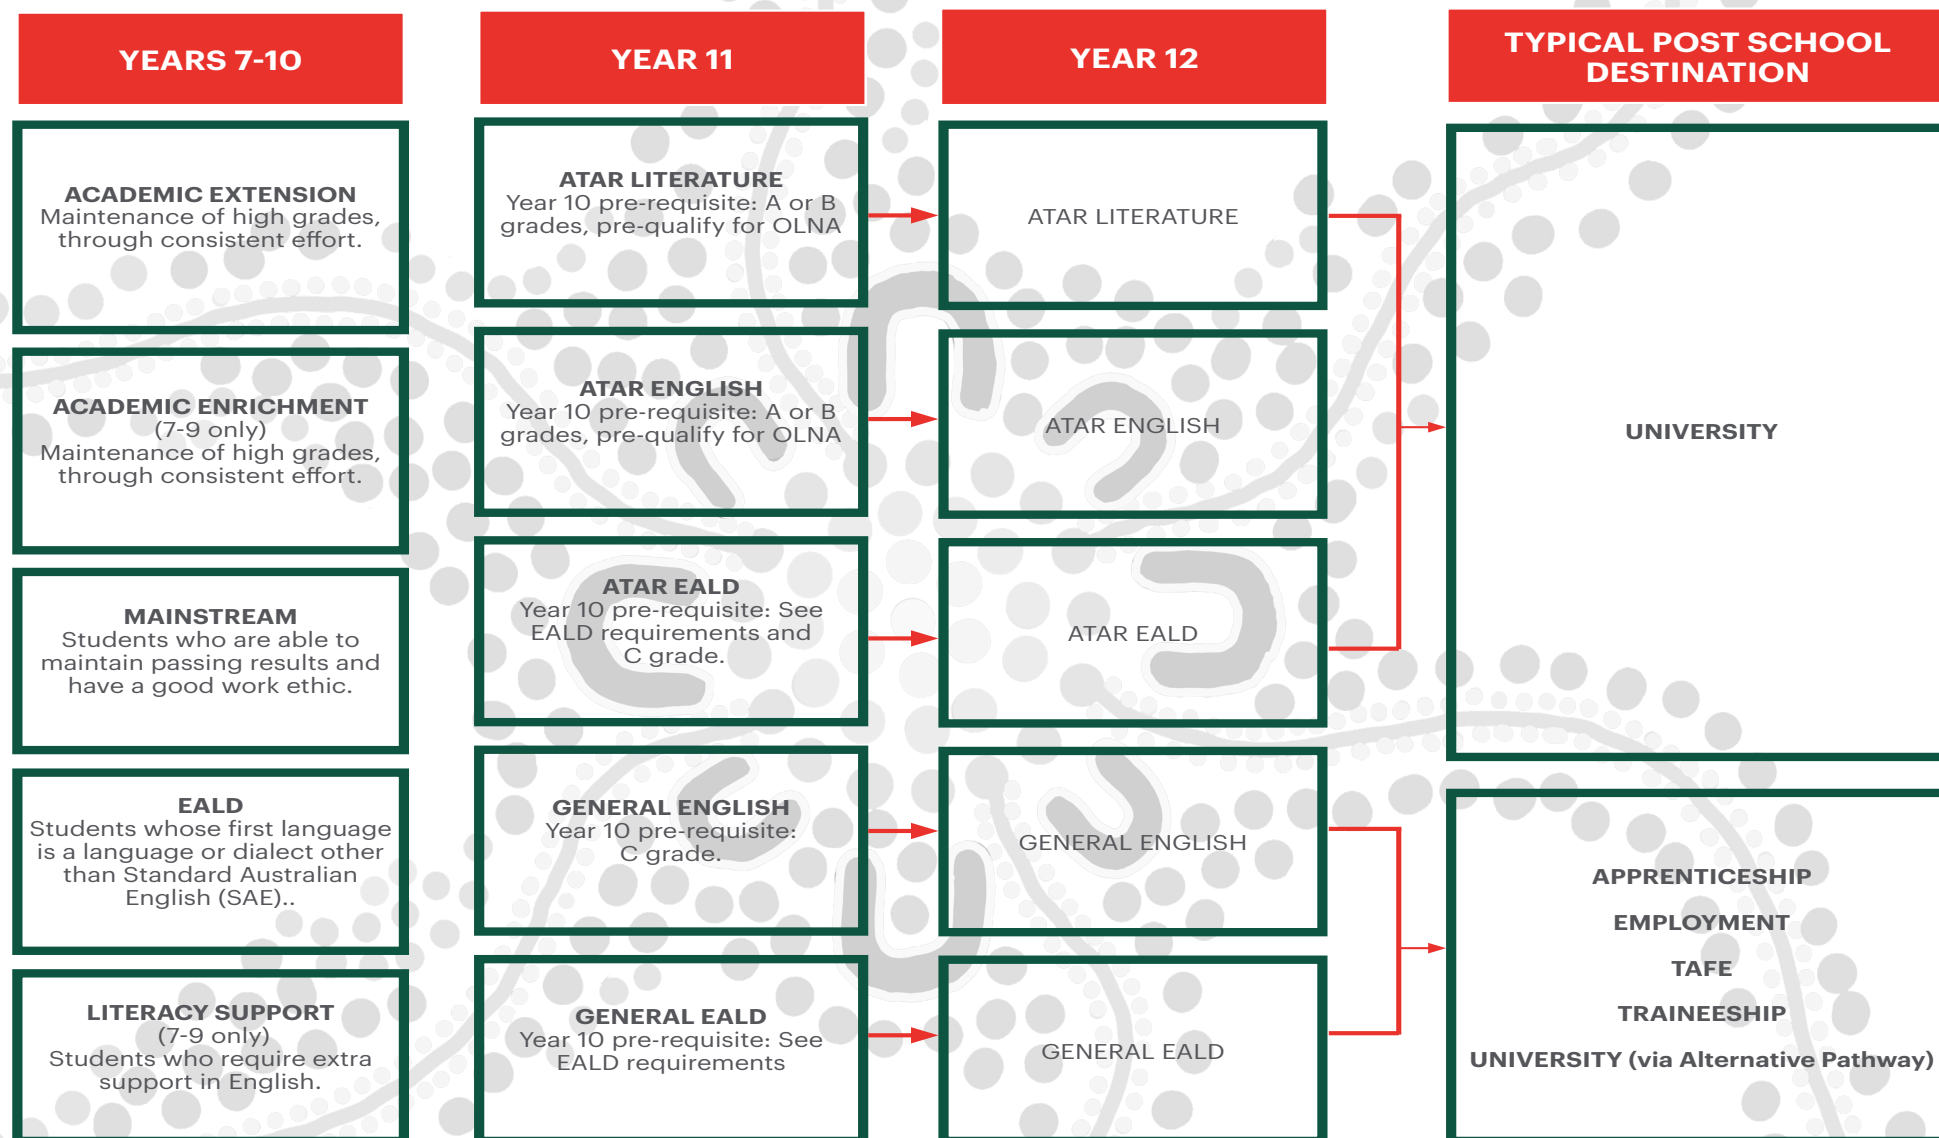 YEARS 7-10
YEAR 11
YEAR 12
TYPICAL POST SCHOOL
DESTINATION
ACADEMIC EXTENSION
Maintenance of high grades,
through consistent effort.
ACADEMIC ENRICHMENT
(7-9 only)
Maintenance of high grades,
through consistent effort.
MAINSTREAM
Students who are able to
maintain passing results and
have a good work ethic.
EALD
Students whose first language
is a language or dialect other
than Standard Australian
English (SAE)..
LITERACY SUPPORT
(7-9 only)
Students who require extra
support in English.
ATAR LITERATURE
Year 10 pre-requisite: A or B
grades, pre-qualify for OLNA
ATAR ENGLISH
Year 10 pre-requisite: A or B
grades, pre-qualify for OLNA
ATAR EALD
Year 10 pre-requisite: See
EALD requirements and
C grade.
GENERAL ENGLISH
Year 10 pre-requisite:
C grade.
GENERAL EALD
Year 10 pre-requisite: See
EALD requirements
ATAR LITERATURE
ATAR ENGLISH
ATAR EALD
GENERAL ENGLISH
GENERAL EALD
UNIVERSITY
APPRENTICESHIP
EMPLOYMENT
TAFE
TRAINEESHIP
UNIVERSITY (via Alternative Pathway)